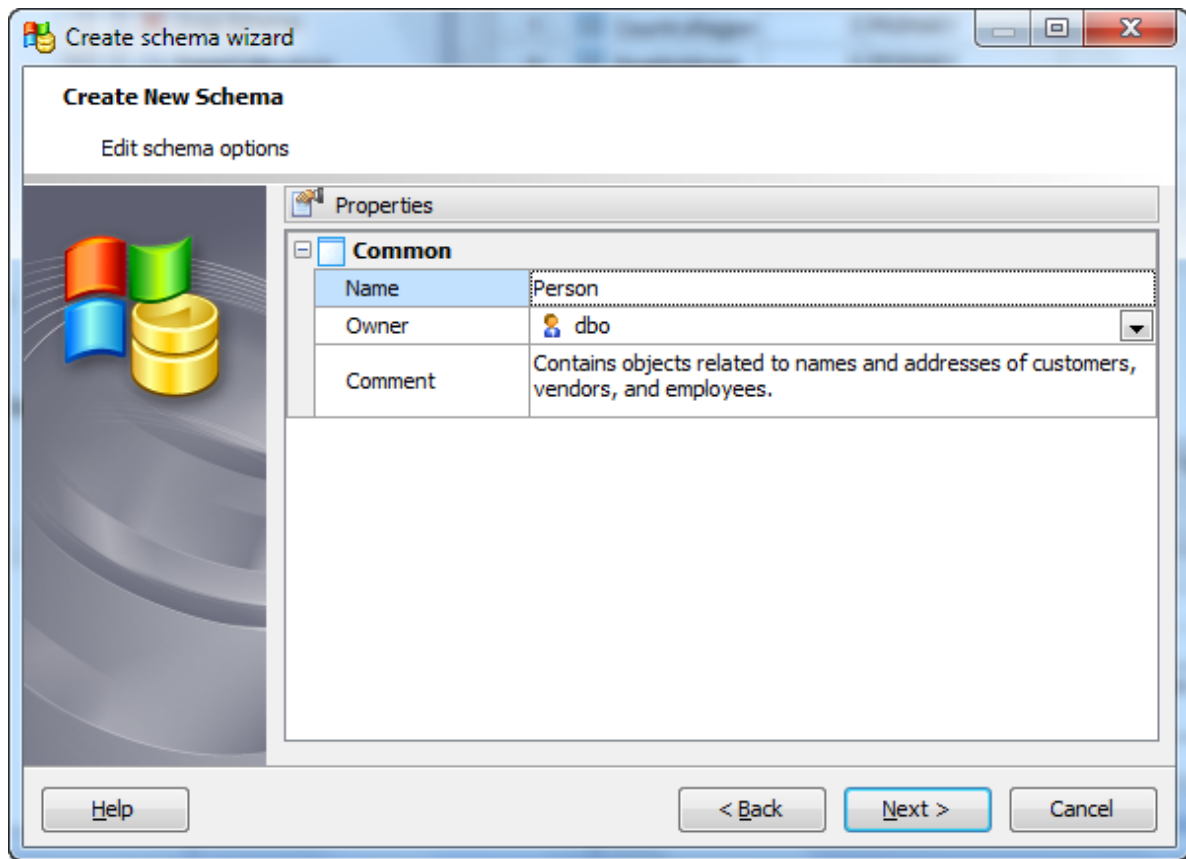 Create schema wizard
Create New Schema
Edit schema options
Properties
Common
Name
Person
Owner
dbo
Comment
Contains objects related to names and addresses of customers,
vendors, and employees.
Help
< Back
Next >
Cancel